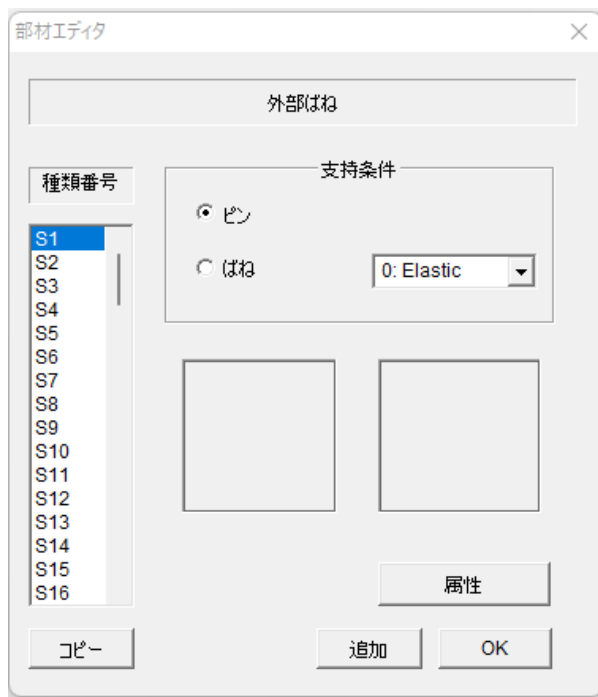 部材エディタ
外部ばね
種類番号
支持条件
ピン
ばね
0: Elastic
S1
S2
S3
S4
S5
S6
S7
S8
S9
S10
S11
S12
S13
S14
S15
S16
属性
コピー
追加
OK